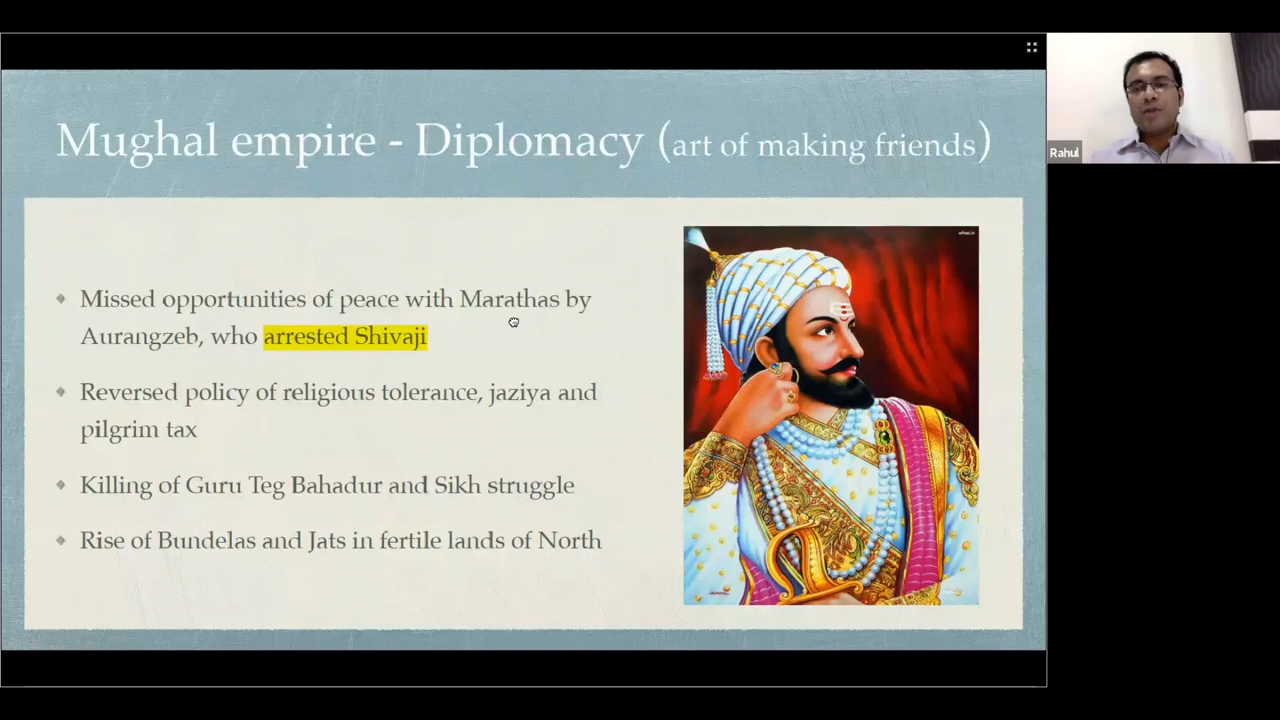 Mughal empire - Diplomacy (art of making friends)
Missed opportunities of peace with Marathas by
Aurangzeb, who arrested Shivaji
Reversed policy of religious tolerance, jaziya and
pilgrim tax
Killing of Guru Teg Bahadur and Sikh struggle
Rise of Bundelas and Jats in fertile lands of North
Rahul